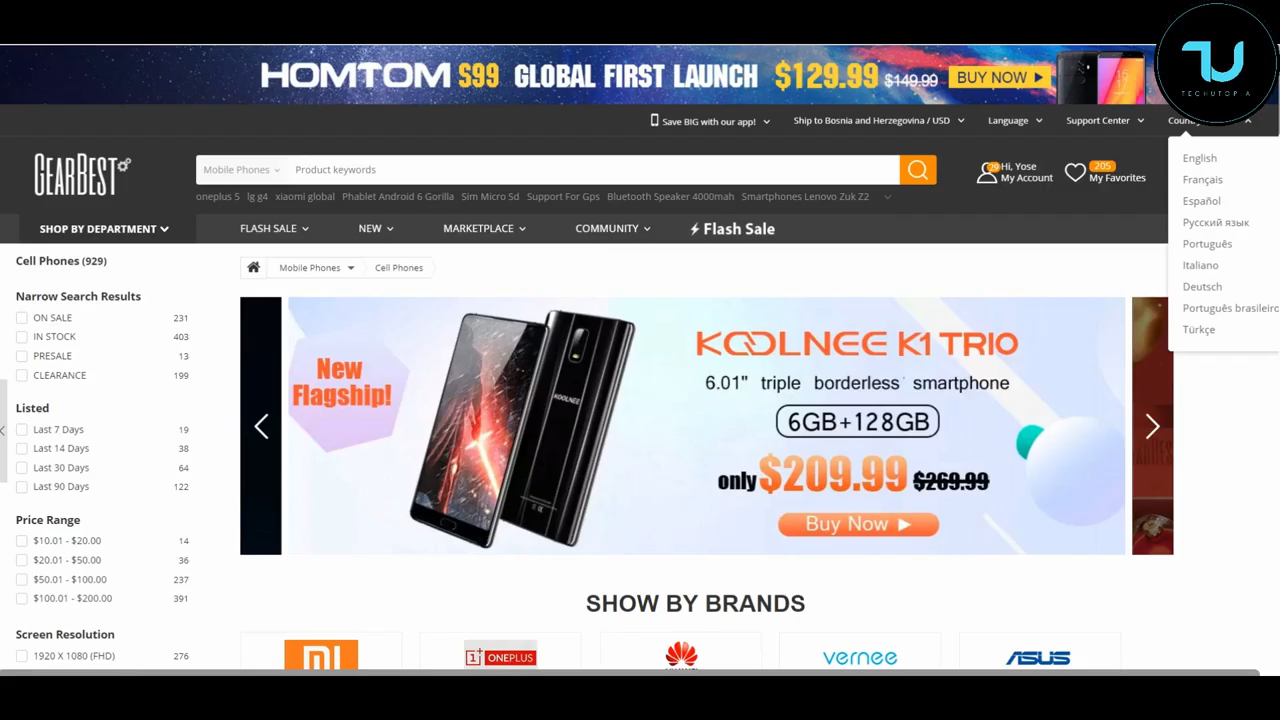 HOMTOM S99 GLOBAL FIRST LAUNCH $129.99 $149.99 BUY NOW
TECHUTOPIA
Save BIG with our app! Ship to Bosnia and Herzegovina / USD Language Support Center
GEARBEST
Mobile Phones Product keywords
Hi, Yose
My Account
205
My Favorites
oneplus 5 lg g4 xiaomi global Phablet Android 6 Gorilla Sim Micro Sd Support For Gps Bluetooth Speaker 4000mah Smartphones Lenovo Zuk Z2
SHOP BY DEPARTMENT FLASH SALE NEW MARKETPLACE COMMUNITY Flash Sale
English
Français
Español
Русский язык
Português
Italiano
Deutsch
Português brasileiro
Türkçe
Cell Phones (929)
Mobile Phones Cell Phones
Narrow Search Results
ON SALE 231
IN STOCK 403
PRESALE 13
CLEARANCE 199
Listed
Last 7 Days 19
Last 14 Days 38
Last 30 Days 64
Last 90 Days 122
Price Range
$10.01 - $20.00 14
$20.01 - $50.00 36
$50.01 - $100.00 237
$100.01 - $200.00 391
Screen Resolution
1920 X 1080 (FHD) 276
New
Flagship!
KOOLNEE
KOOLNEE K1 TRIO
6.01" triple borderless smartphone
6GB+128GB
only $209.99 $269.99
Buy Now
SHOW BY BRANDS
MI
1+ ONEPLUS
vernee
ASUS